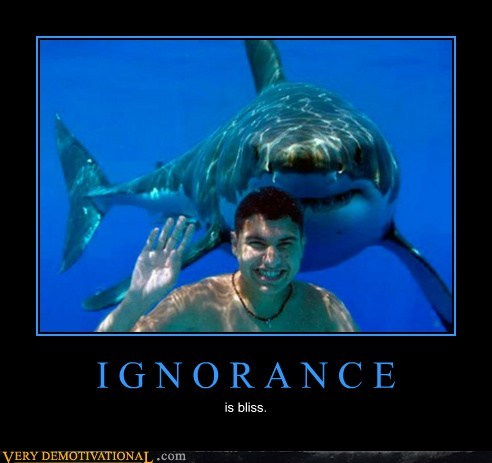 IGNORANCE
is bliss.
VERY DEMOTIVATIONAL.com